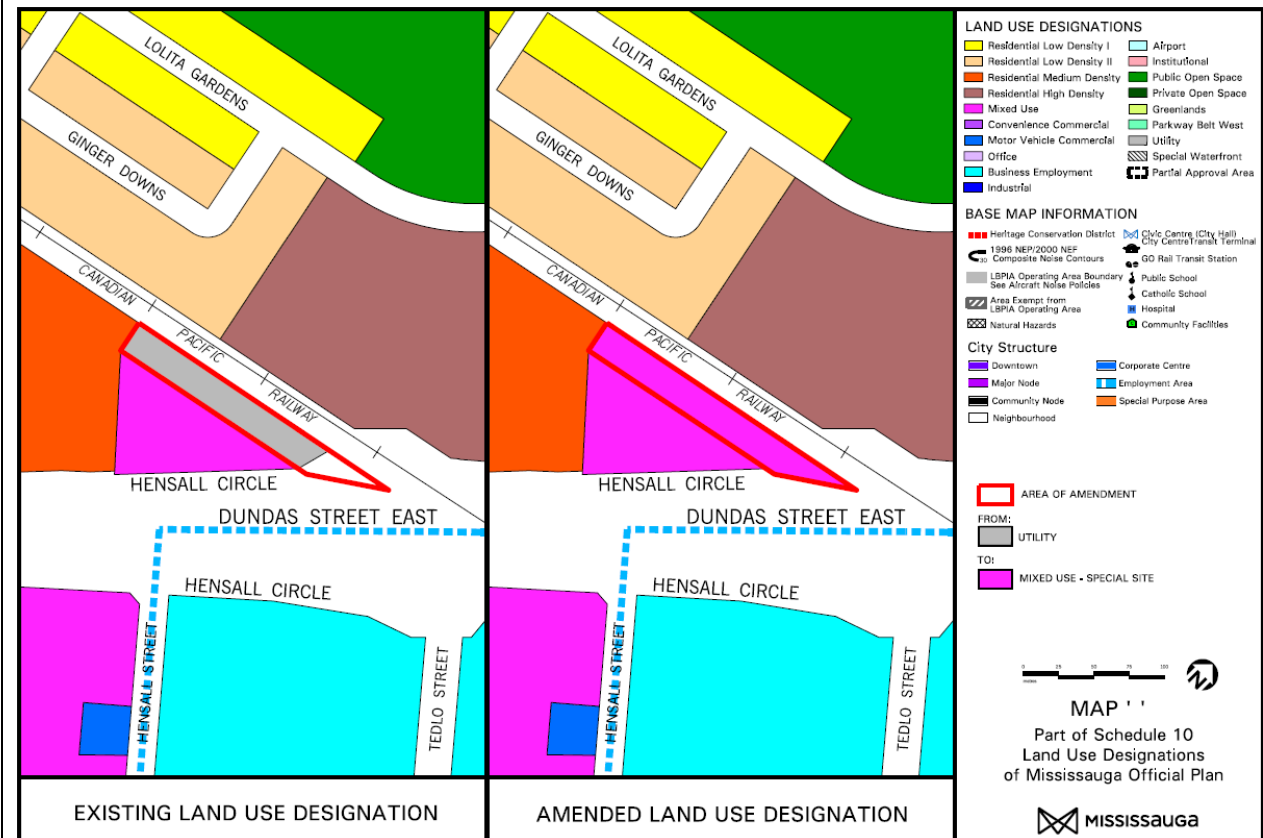 LOLITA GARDENS
GINGER DOWNS
CANADIAN
PACIFIC
RAILWAY
HENSALL CIRCLE
DUNDAS STREET EAST
HENSALL CIRCLE
HENSALL STREET
TEDLO STREET
EXISTING LAND USE DESIGNATION
LOLITA GARDENS
GINGER DOWNS
CANADIAN
PACIFIC
RAILWAY
HENSALL CIRCLE
DUNDAS STREET EAST
HENSALL CIRCLE
HENSALL STREET
TEDLO STREET
AMENDED LAND USE DESIGNATION
LAND USE DESIGNATIONS
Residential Low Density I
Residential Low Density II
Residential Medium Density
Residential High Density
Mixed Use
Convenience Commercial
Motor Vehicle Commercial
Office
Business Employment
Industrial
Airport
Institutional
Public Open Space
Private Open Space
Greenlands
Parkway Belt West
Utility
Special Waterfront
Partial Approval Area
BASE MAP INFORMATION
Heritage Conservation District
1996 NEP/2000 NEF
Composite Noise Contours
30
LBPIA Operating Area Boundary
See Aircraft Noise Policies
Area Exempt from
LBPIA Operating Area
Natural Hazards
Civic Centre (City Hall)
City CentreTransit Terminal
GO Rail Transit Station
Public School
Catholic School
H Hospital
Community Facilities
City Structure
Downtown
Major Node
Community Node
Neighbourhood
Corporate Centre
Employment Area
Special Purpose Area
AREA OF AMENDMENT
FROM:
UTILITY
TO:
MIXED USE - SPECIAL SITE
0 25 50 75 100
metres
MAP ' '
Part of Schedule 10
Land Use Designations
of Mississauga Official Plan
MISSISSAUGA